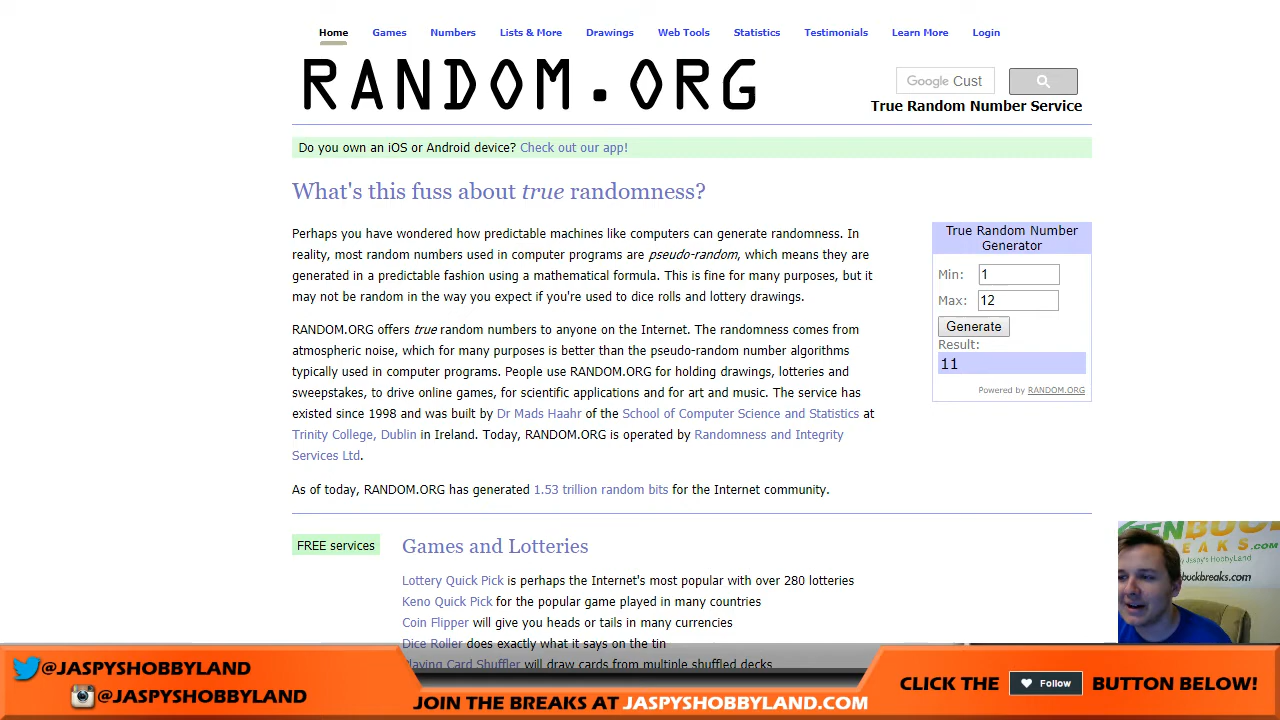 Home Games Numbers Lists & More Drawings Web Tools Statistics Testimonials Learn More Login
RANDOM.ORG
Google Cust
True Random Number Service
Do you own an iOS or Android device? Check out our app!
What's this fuss about true randomness?
Perhaps you have wondered how predictable machines like computers can generate randomness. In
reality, most random numbers used in computer programs are pseudo-random, which means they are
generated in a predictable fashion using a mathematical formula. This is fine for many purposes, but it
may not be random in the way you expect if you're used to dice rolls and lottery drawings.
RANDOM.ORG offers true random numbers to anyone on the Internet. The randomness comes from
atmospheric noise, which for many purposes is better than the pseudo-random number algorithms
typically used in computer programs. People use RANDOM.ORG for holding drawings, lotteries and
sweepstakes, to drive online games, for scientific applications and for art and music. The service has
existed since 1998 and was built by Dr Mads Haahr of the School of Computer Science and Statistics at
Trinity College, Dublin in Ireland. Today, RANDOM.ORG is operated by Randomness and Integrity
Services Ltd.
As of today, RANDOM.ORG has generated 1.53 trillion random bits for the Internet community.
True Random Number
Generator
Min: 1
Max: 12
Generate
Result:
11
Powered by RANDOM.ORG
FREE services
Games and Lotteries
Lottery Quick Pick is perhaps the Internet's most popular with over 280 lotteries
Keno Quick Pick for the popular game played in many countries
Coin Flipper will give you heads or tails in many currencies
Dice Roller does exactly what it says on the tin
Playing Card Shuffler will draw cards from multiple shuffled decks
@JASPYSHOBBYLAND
@JASPYSHOBBYLAND
JOIN THE BREAKS AT JASPYSHOBBYLAND.COM
CLICK THE Follow BUTTON BELOW!